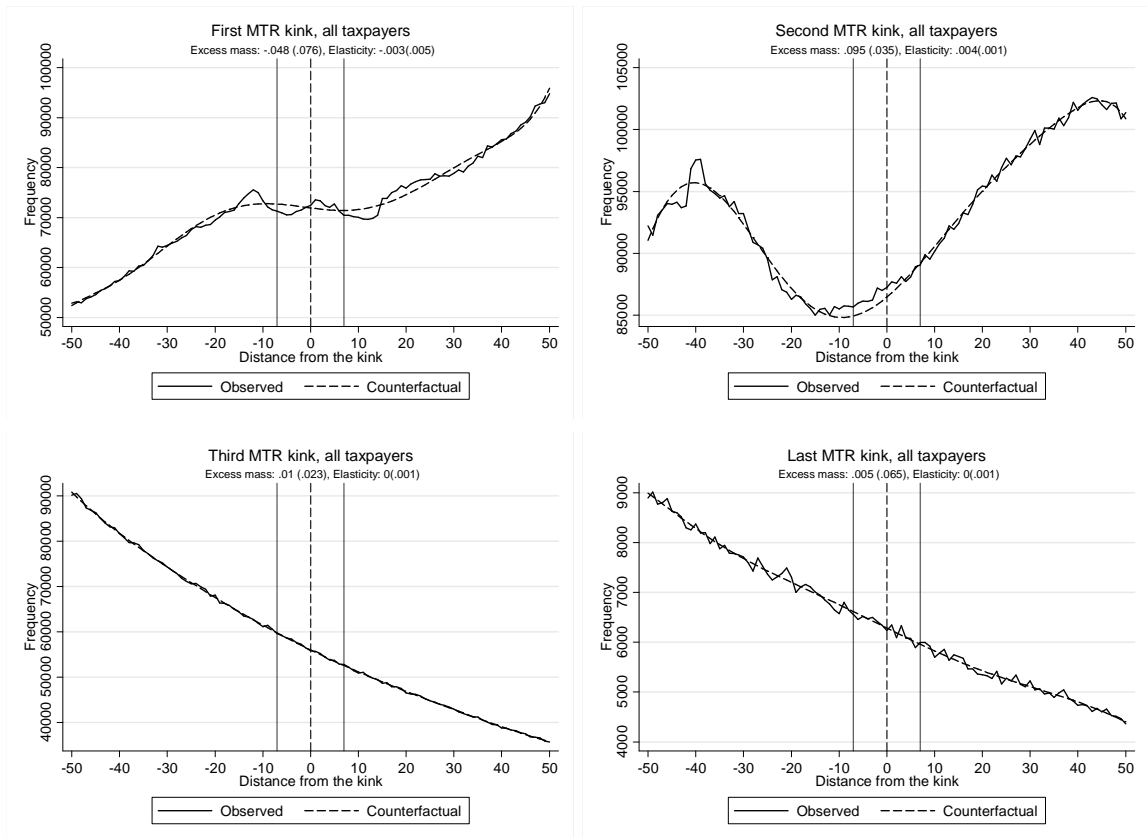 First MTR kink, all taxpayers
Excess mass: -.048 (.076), Elasticity: -.003(.005)
Frequency
100000
90000
80000
70000
60000
50000
-50 -40 -30 -20 -10 0 10 20 30 40 50
Distance from the kink
Observed Counterfactual
Second MTR kink, all taxpayers
Excess mass: .095 (.035), Elasticity: .004(.001)
Frequency
105000
100000
95000
90000
85000
-50 -40 -30 -20 -10 0 10 20 30 40 50
Distance from the kink
Observed Counterfactual
Third MTR kink, all taxpayers
Excess mass: .01 (.023), Elasticity: 0(.001)
Frequency
90000
80000
70000
60000
50000
40000
-50 -40 -30 -20 -10 0 10 20 30 40 50
Distance from the kink
Observed Counterfactual
Last MTR kink, all taxpayers
Excess mass: .005 (.065), Elasticity: 0(.001)
Frequency
9000
8000
7000
6000
5000
4000
-50 -40 -30 -20 -10 0 10 20 30 40 50
Distance from the kink
Observed Counterfactual